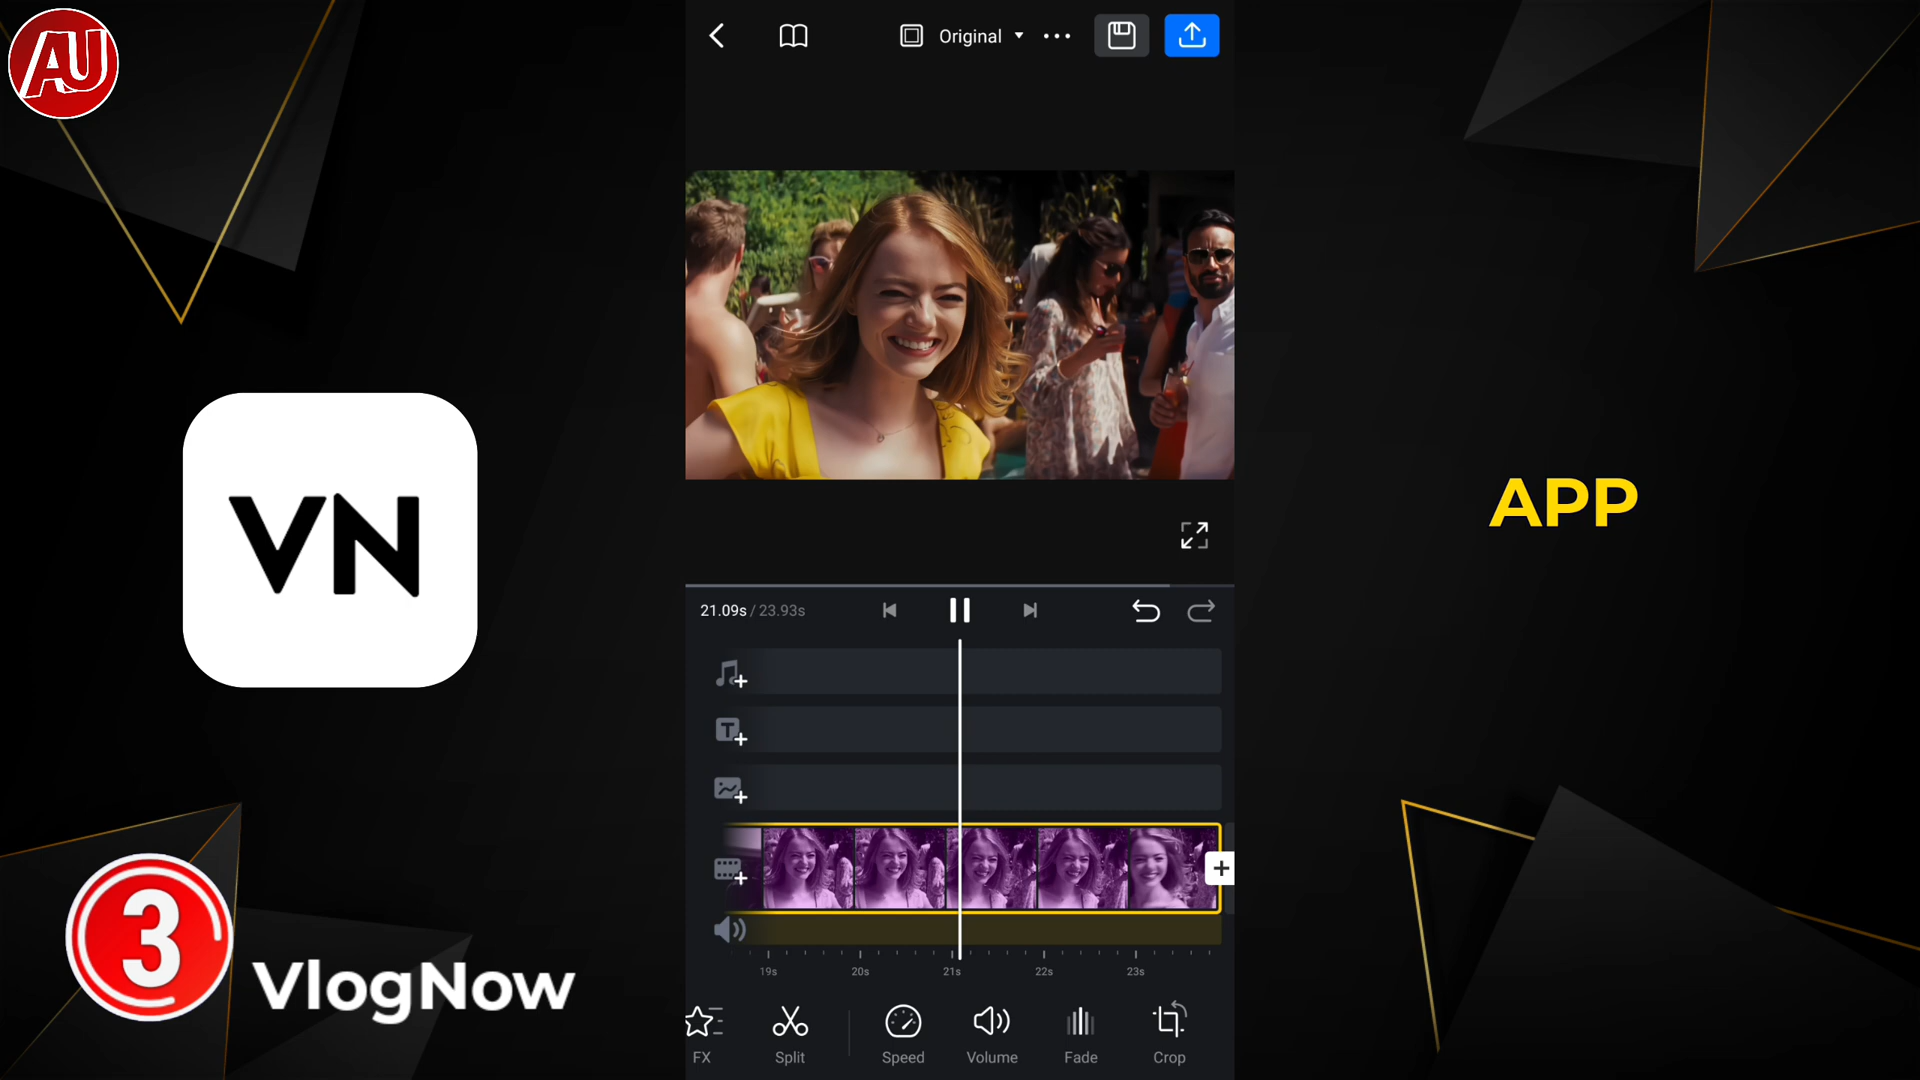 AU
Original
VN
APP
21.09s / 23.93s
T
19s 20s 21s 22s 23s
3
VlogNow
FX Split Speed Volume Fade Crop